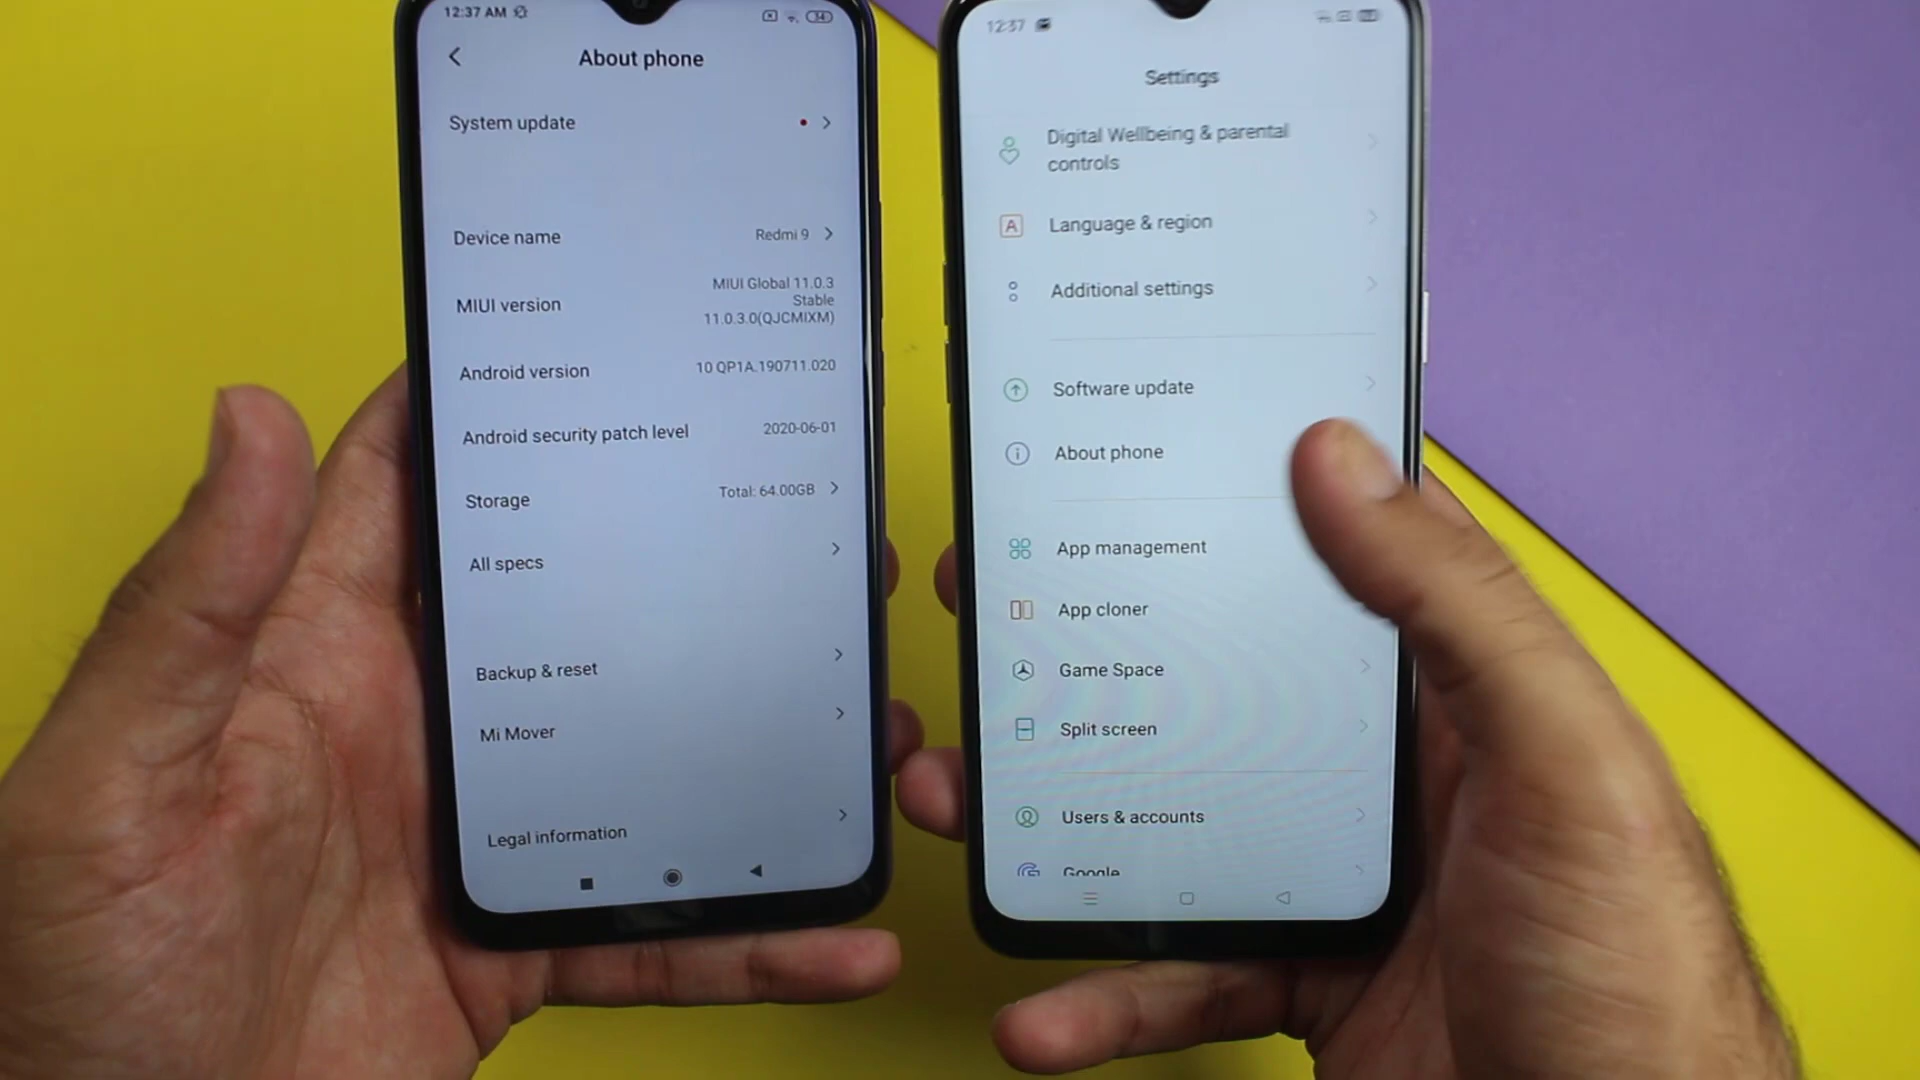 12:37 AM
34
About phone
System update
Device name
Redmi 9
MIUI version
MIUI Global 11.0.3
Stable
11.0.3.0(QJCMIXM)
Android version
10 QP1A.190711.020
Android security patch level
2020-06-01
Storage
Total: 64.00GB
All specs
Backup & reset
Mi Mover
Legal information
12:37
Settings
Digital Wellbeing & parental
controls
A
Language & region
Additional settings
Software update
About phone
App management
App cloner
Game Space
Split screen
Users & accounts
Google